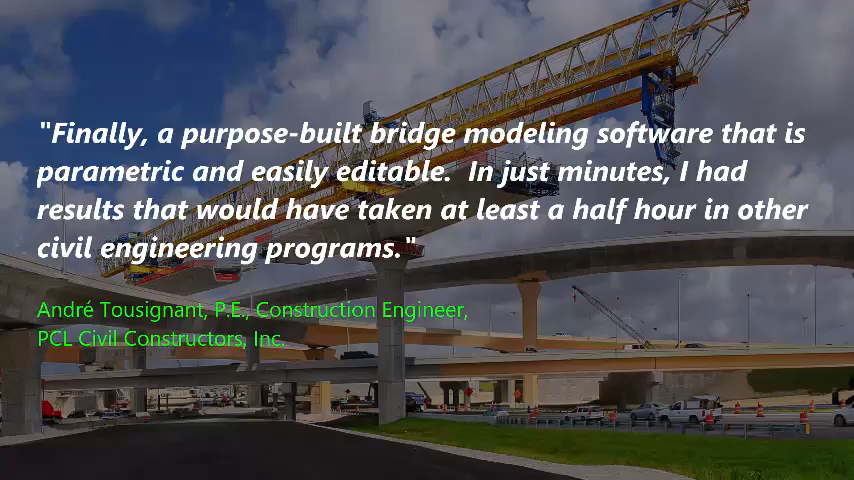 "Finally, a purpose-built bridge modeling software that is
parametric and easily editable.  In just minutes, I had
results that would have taken at least a half hour in other
civil engineering programs."
André Tousignant, P.E., Construction Engineer,
PCL Civil Constructors, Inc.